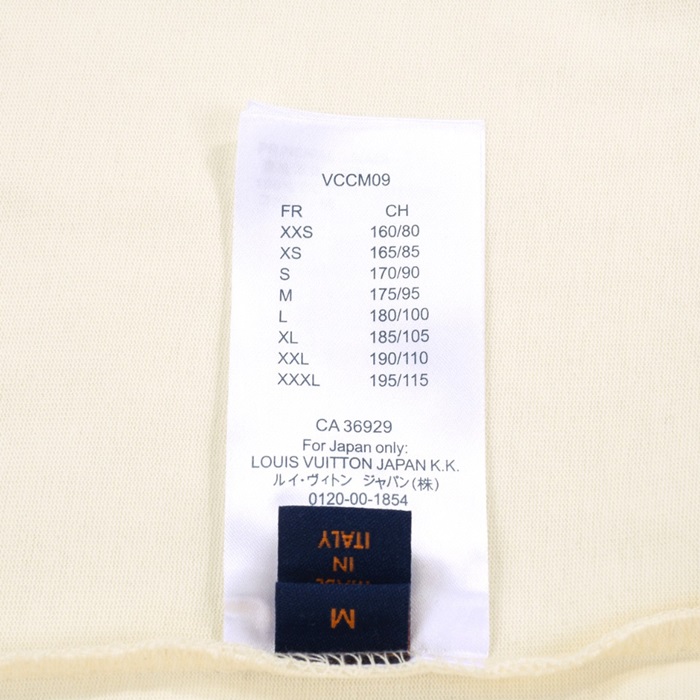 VCCM09
FR CH
XXS 160/80
XS 165/85
S 170/90
M 175/95
L 180/100
XL 185/105
XXL 190/110
XXXL 195/115
CA 36929
For Japan only:
LOUIS VUITTON JAPAN K.K.
ルイ・ヴィトン ジャパン(株)
0120-00-1854
MADE
IN
ITALY
M